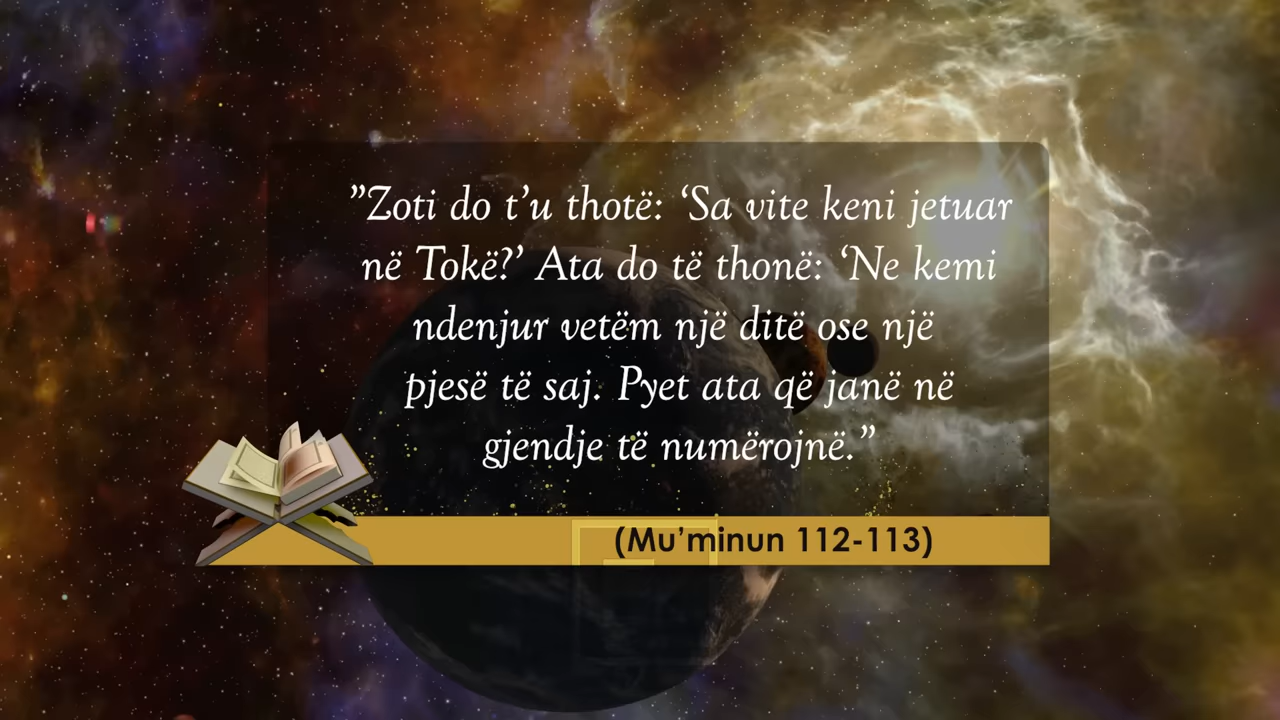 ”Zoti do t’u thotë: ‘Sa vite keni jetuar
në Tokë?’ Ata do të thonë: ‘Ne kemi
ndenjur vetëm një ditë ose një
pjesë të saj. Pyet ata që janë në
gjendje të numërojnë.”
(Mu’minun 112-113)